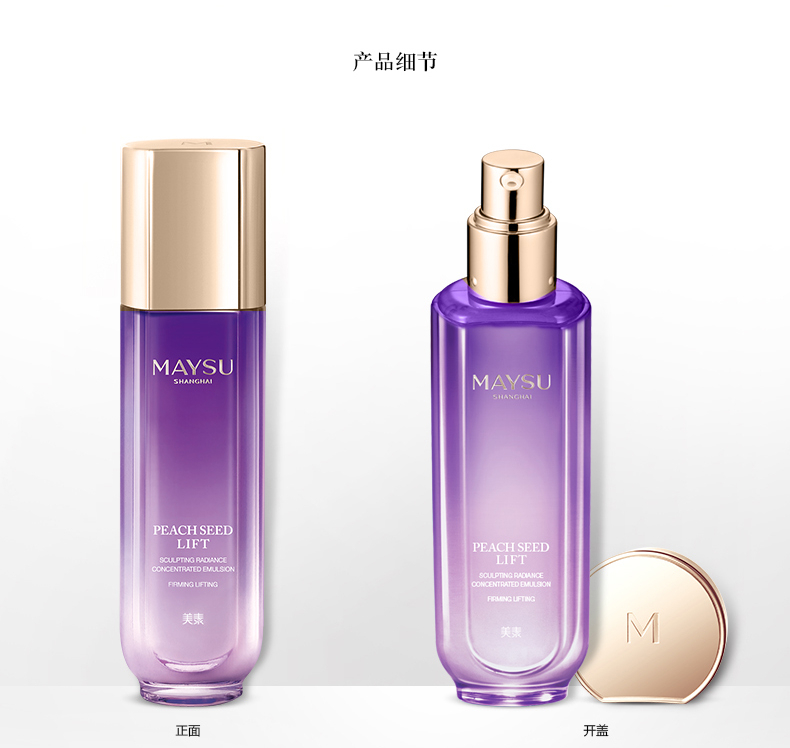 产品细节
M
MAYSU
SHANGHAI
PEACH SEED
LIFT
SCULPTING RADIANCE
CONCENTRATED EMULSION
FIRMING LIFTING
美素
MAYSU
SHANGHAI
PEACH SEED
LIFT
SCULPTING RADIANCE
CONCENTRATED EMULSION
FIRMING LIFTING
美素
M
正面
开盖